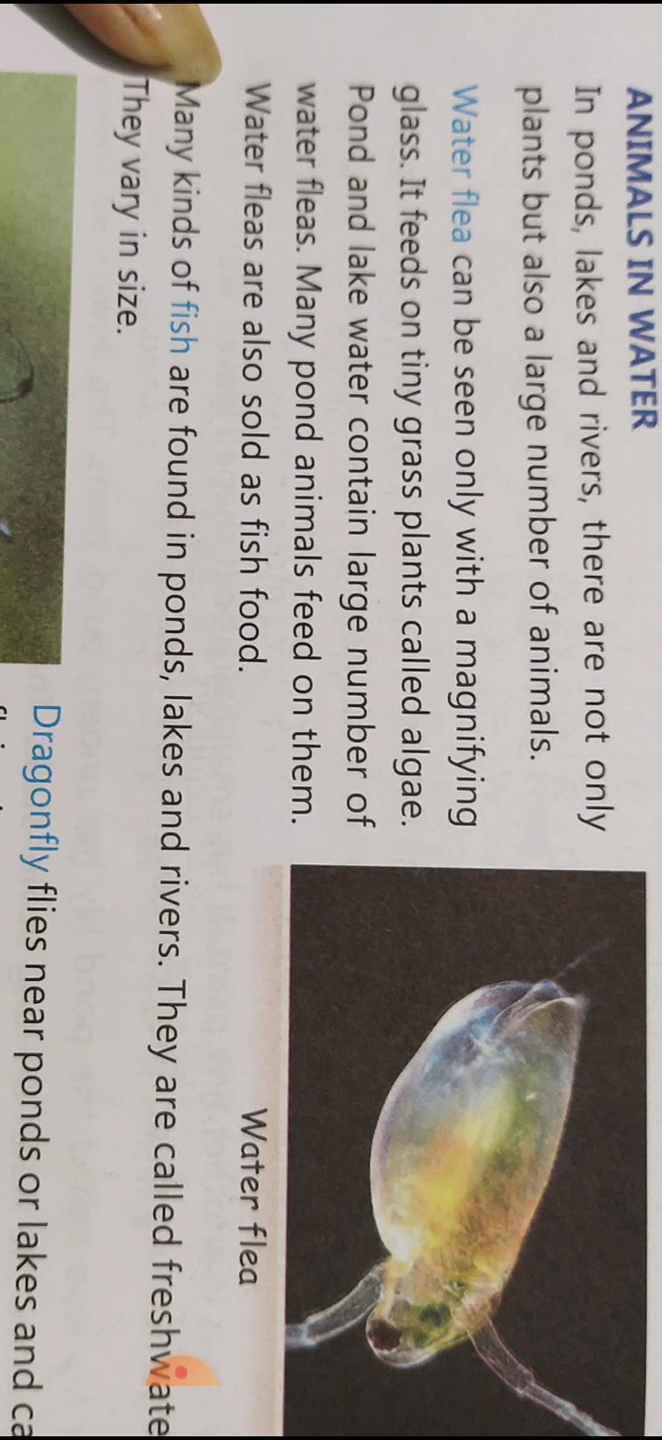 ANIMALS IN WATER
In ponds, lakes and rivers, there are not only
plants but also a large number of animals.
Water flea can be seen only with a magnifying
glass. It feeds on tiny grass plants called algae.
Pond and lake water contain large number of
water fleas. Many pond animals feed on them.
Water fleas are also sold as fish food.
Water flea
Many kinds of fish are found in ponds, lakes and rivers. They are called freshwate
They vary in size.
Dragonfly flies near ponds or lakes and ca